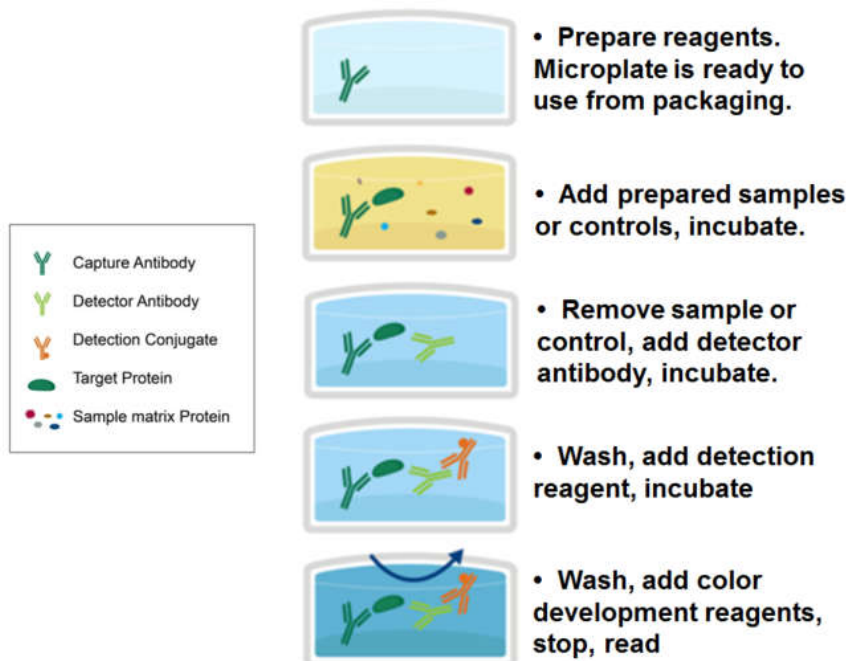 • Prepare reagents.
Microplate is ready to
use from packaging.
• Add prepared samples
or controls, incubate.
Capture Antibody
Detector Antibody
Detection Conjugate
Target Protein
Sample matrix Protein
• Remove sample or
control, add detector
antibody, incubate.
• Wash, add detection
reagent, incubate
• Wash, add color
development reagents,
stop, read